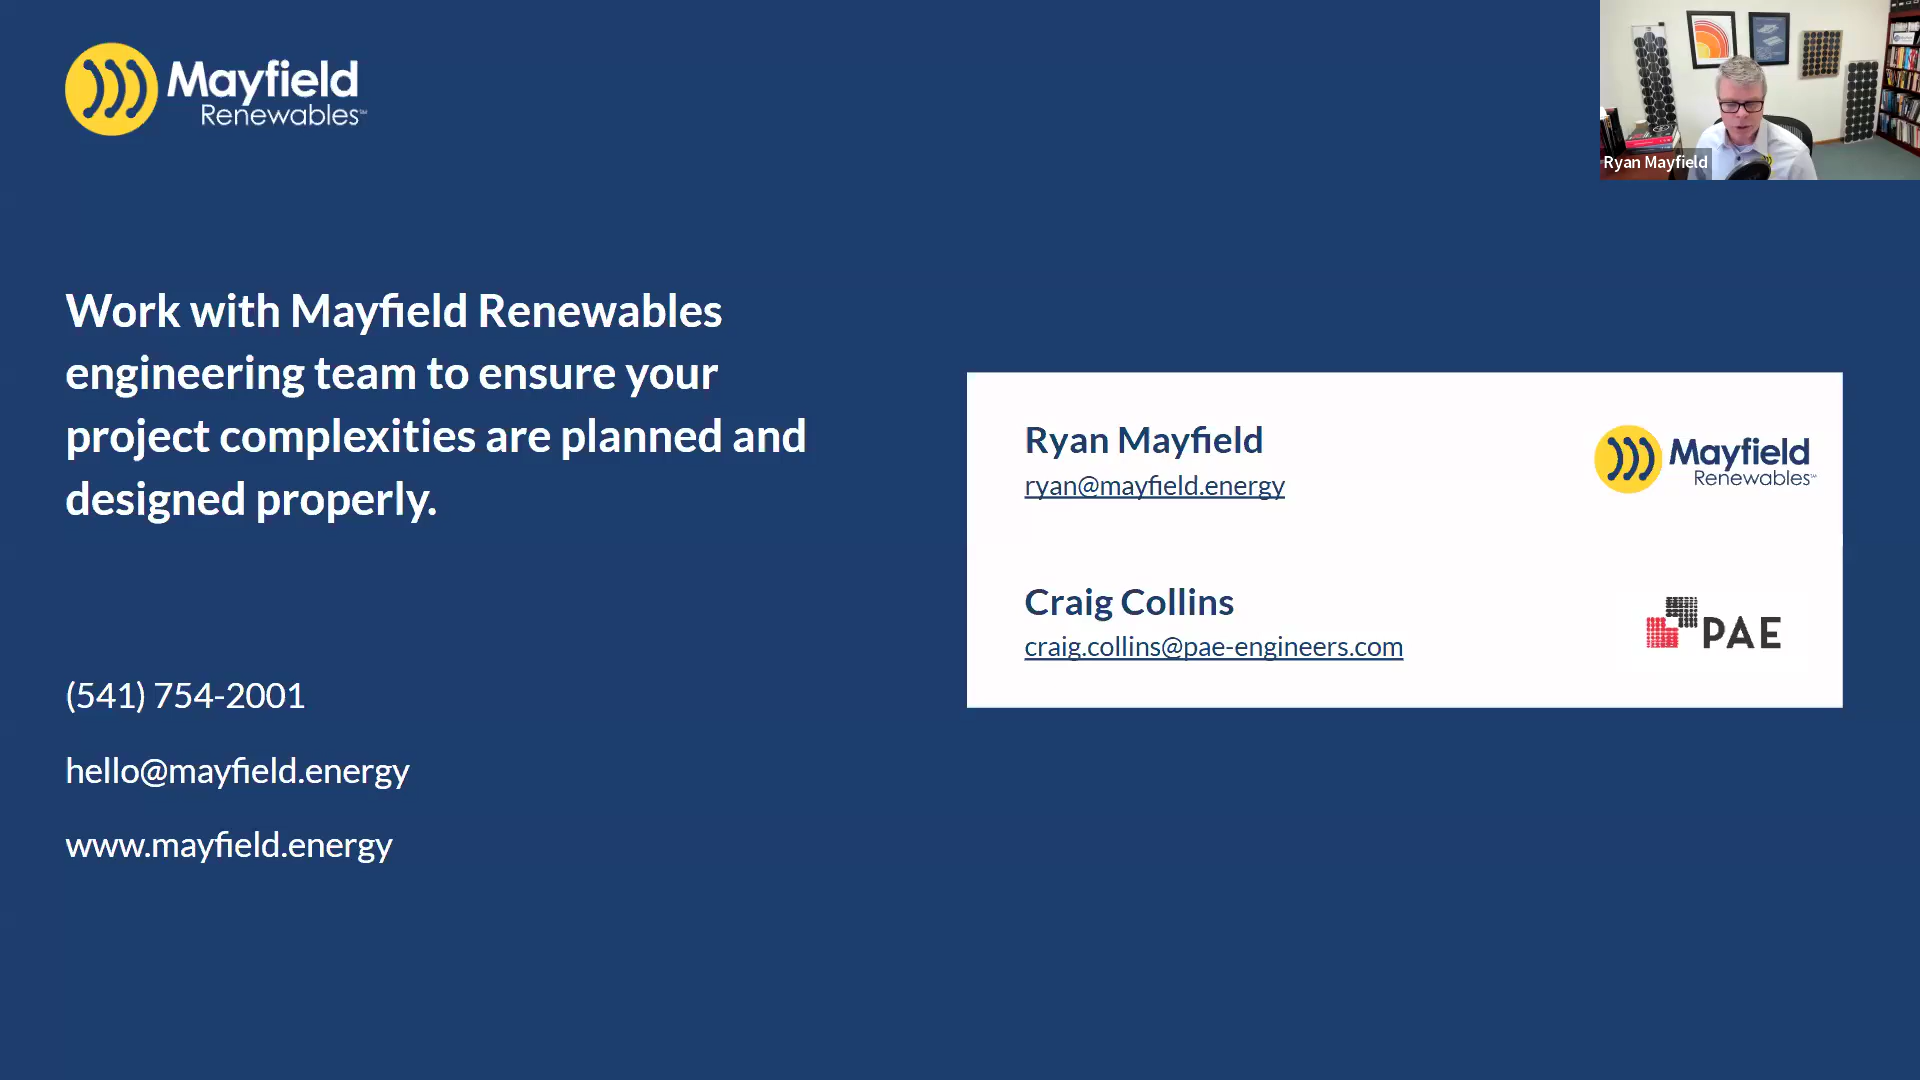 Mayfield
Renewables
Ryan Mayfield
Work with Mayfield Renewables
engineering team to ensure your
project complexities are planned and
designed properly.
(541) 754-2001
hello@mayfield.energy
www.mayfield.energy
Ryan Mayfield
ryan@mayfield.energy
Mayfield
Renewables
Craig Collins
craig.collins@pae-engineers.com
PAE